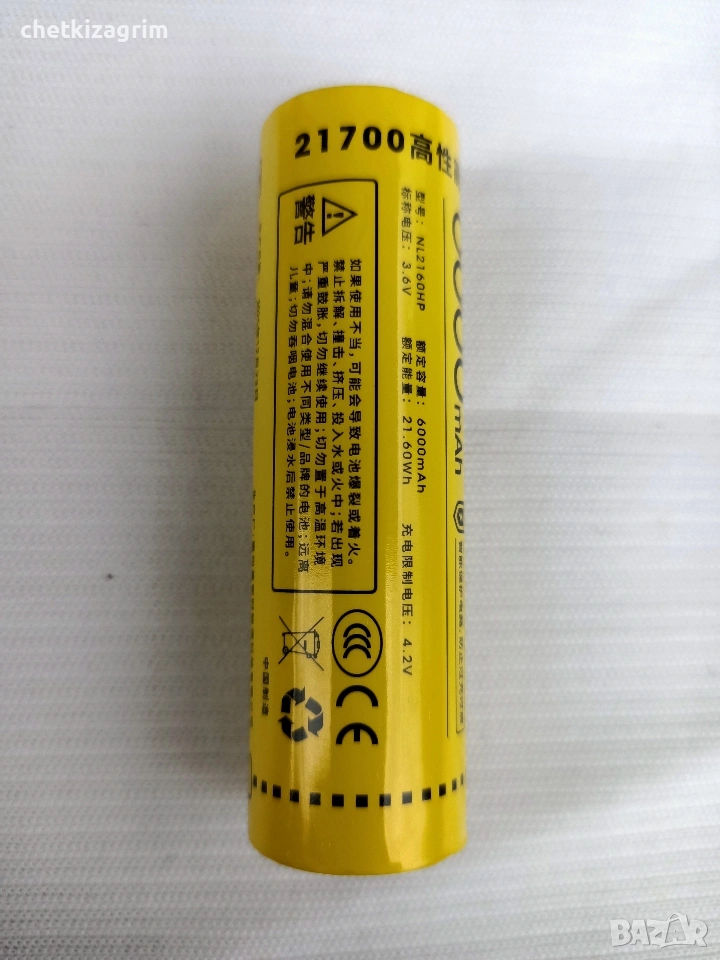 chetkizagrim
21700高性
mAh
型号: NL2160HP 额定容量: 6000mAh 充电限制电压: 4.2V
标称电压: 3.6V 额定能量: 21.60Wh
警告
如果使用不当,可能会导致电池爆裂或着火。
禁止拆解、撞击、挤压、投入水或火中;若出现
严重鼓胀,切勿继续使用;切勿置于高温环境
中;请勿混合使用不同类型/品牌的电池;远离
儿童;切勿吞咽电池;电池浸水后禁止使用。
CCC
CE
中国制造
BAZAR